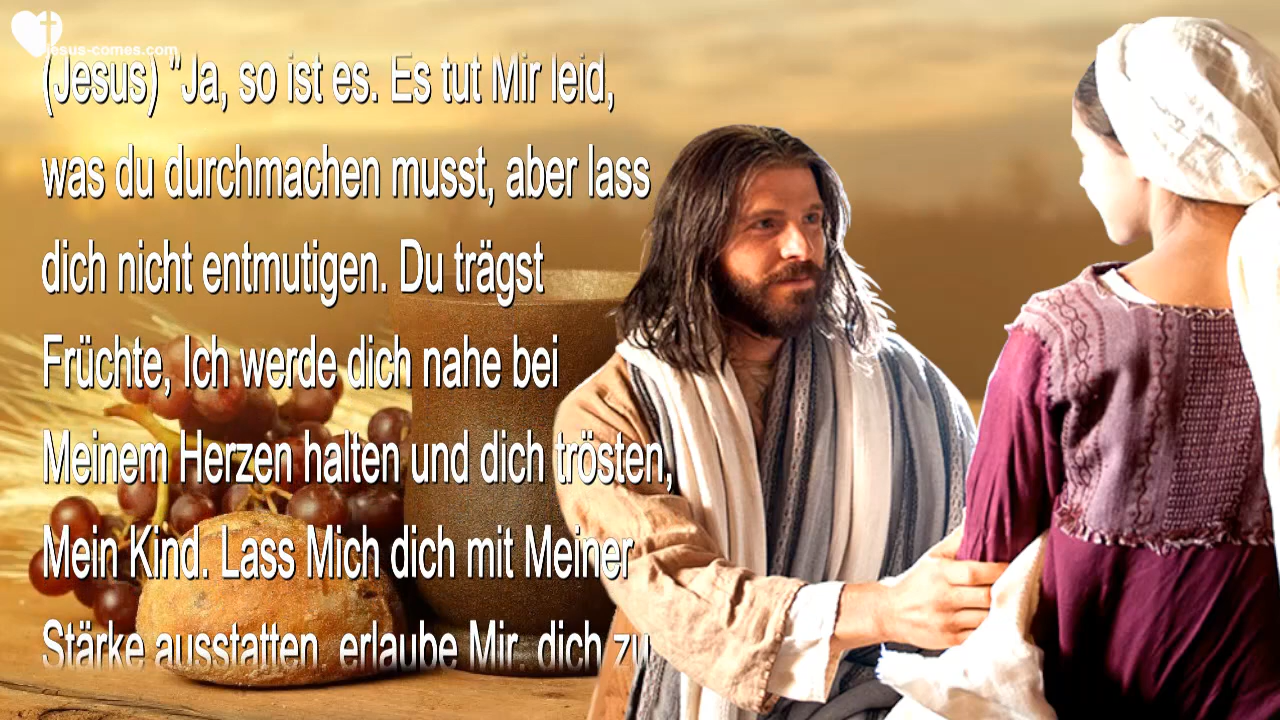 jesus-comes.com
(Jesus) "Ja, so ist es. Es tut Mir leid,
was du durchmachen musst, aber lass
dich nicht entmutigen. Du trägst
Früchte, Ich werde dich nahe bei
Meinem Herzen halten und dich trösten,
Mein Kind. Lass Mich dich mit Meiner
Stärke ausstatten, erlaube Mir, dich zu